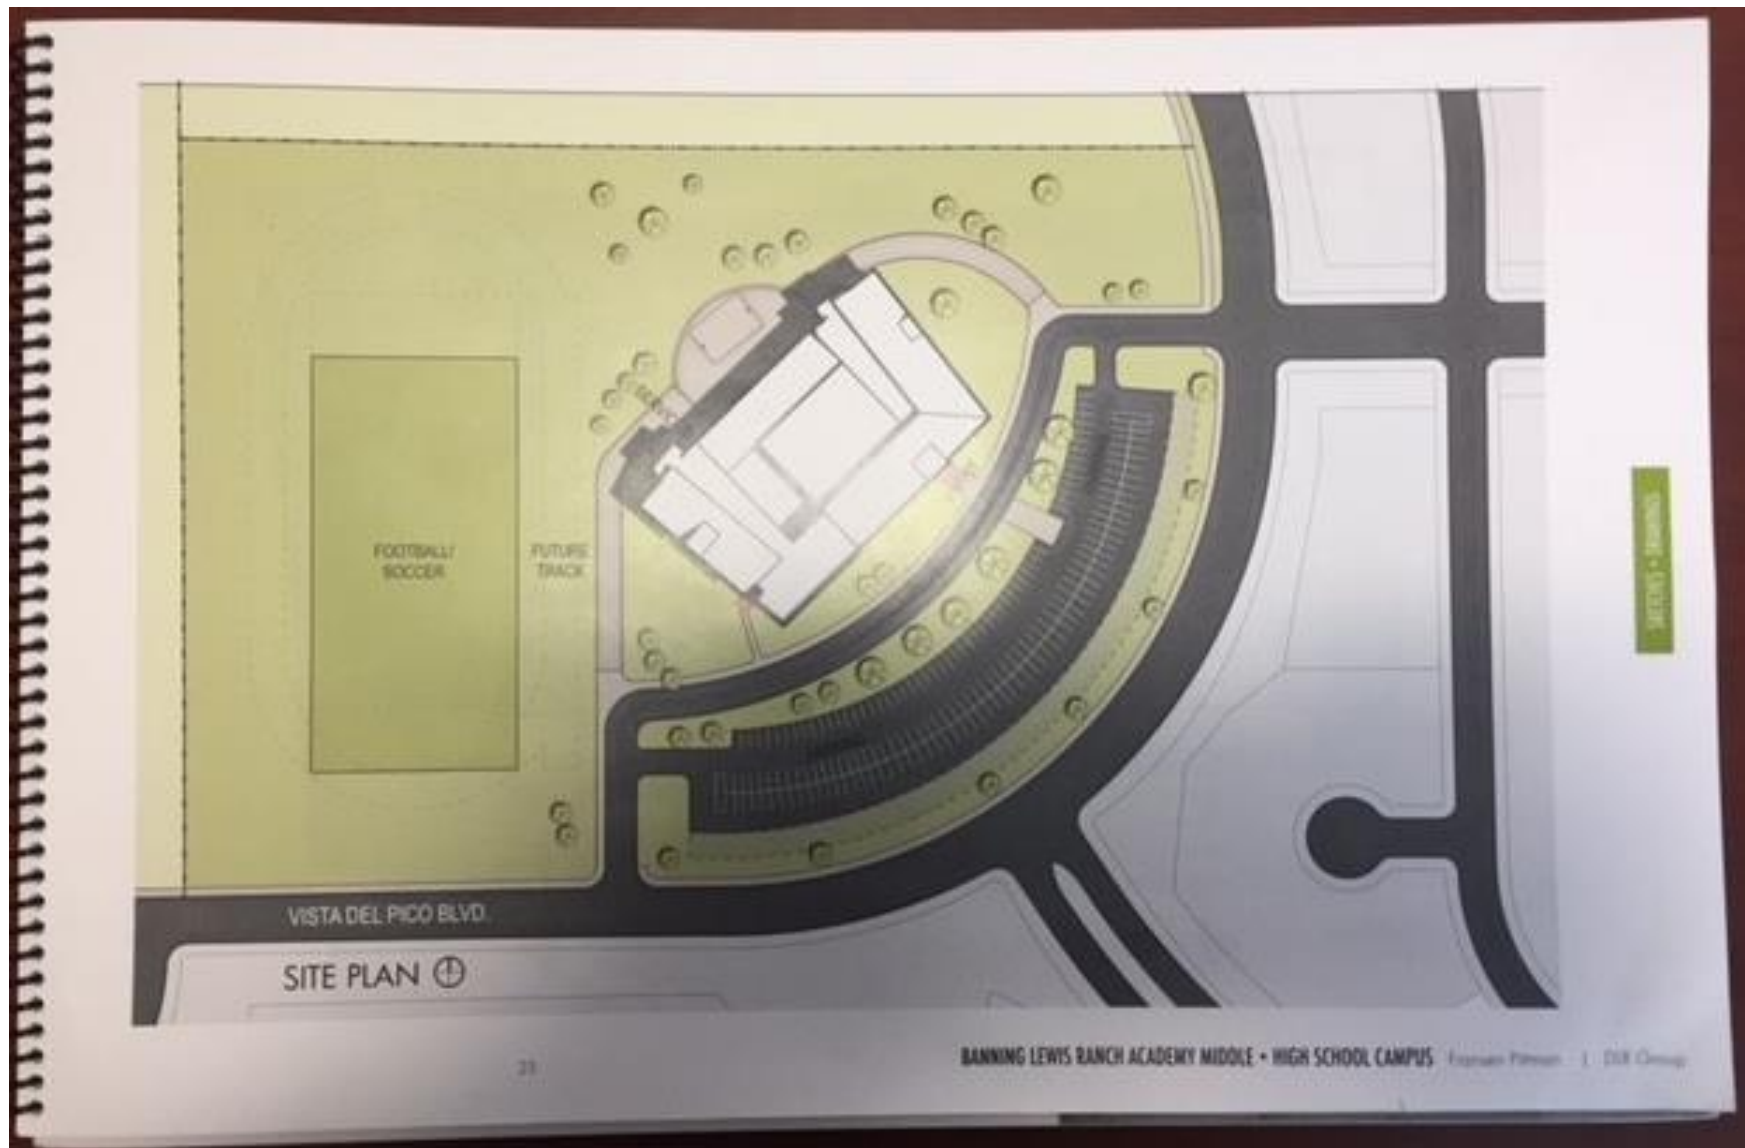 FOOTBALL/
SOCCER
FUTURE
TRACK
VISTA DEL PICO BLVD.
SITE PLAN
BANNING LEWIS RANCH ACADEMY MIDDLE • HIGH SCHOOL CAMPUS